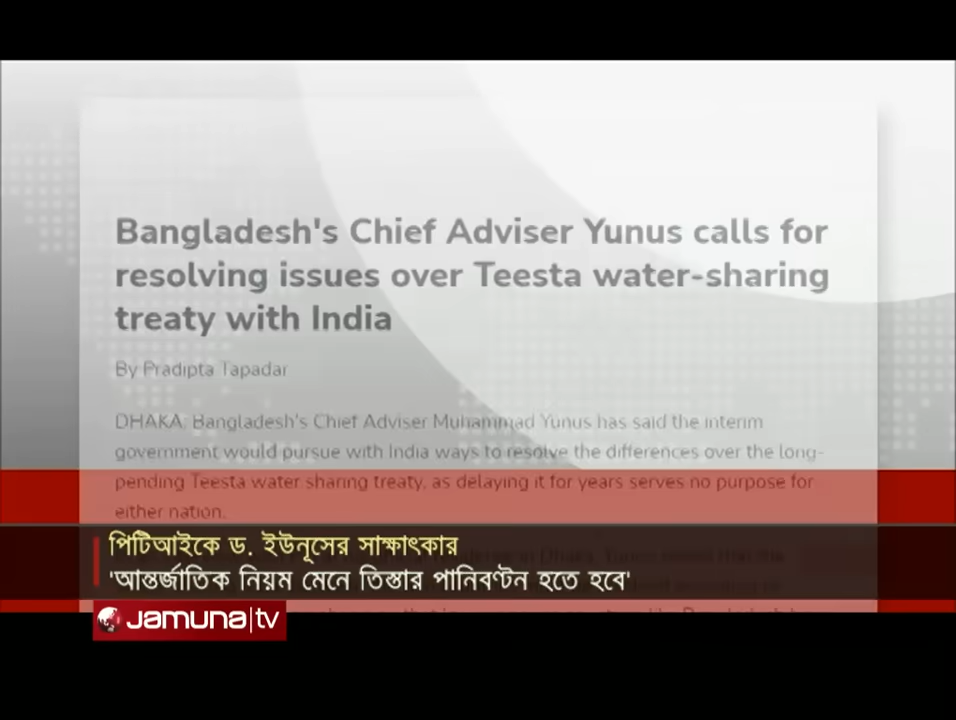 Bangladesh's Chief Adviser Yunus calls for
resolving issues over Teesta water-sharing
treaty with India
By Pradipta Tapadar
DHAKA: Bangladesh's Chief Adviser Muhammad Yunus has said the interim
government would pursue with India ways to resolve the differences over the long-
pending Teesta water sharing treaty, as delaying it for years serves no purpose for
either nation.
পিটিআইকে ড. ইউনূসের সাক্ষাৎকার
'আন্তর্জাতিক নিয়ম মেনে তিস্তার পানিবণ্টন হতে হবে'
Jamuna|tv